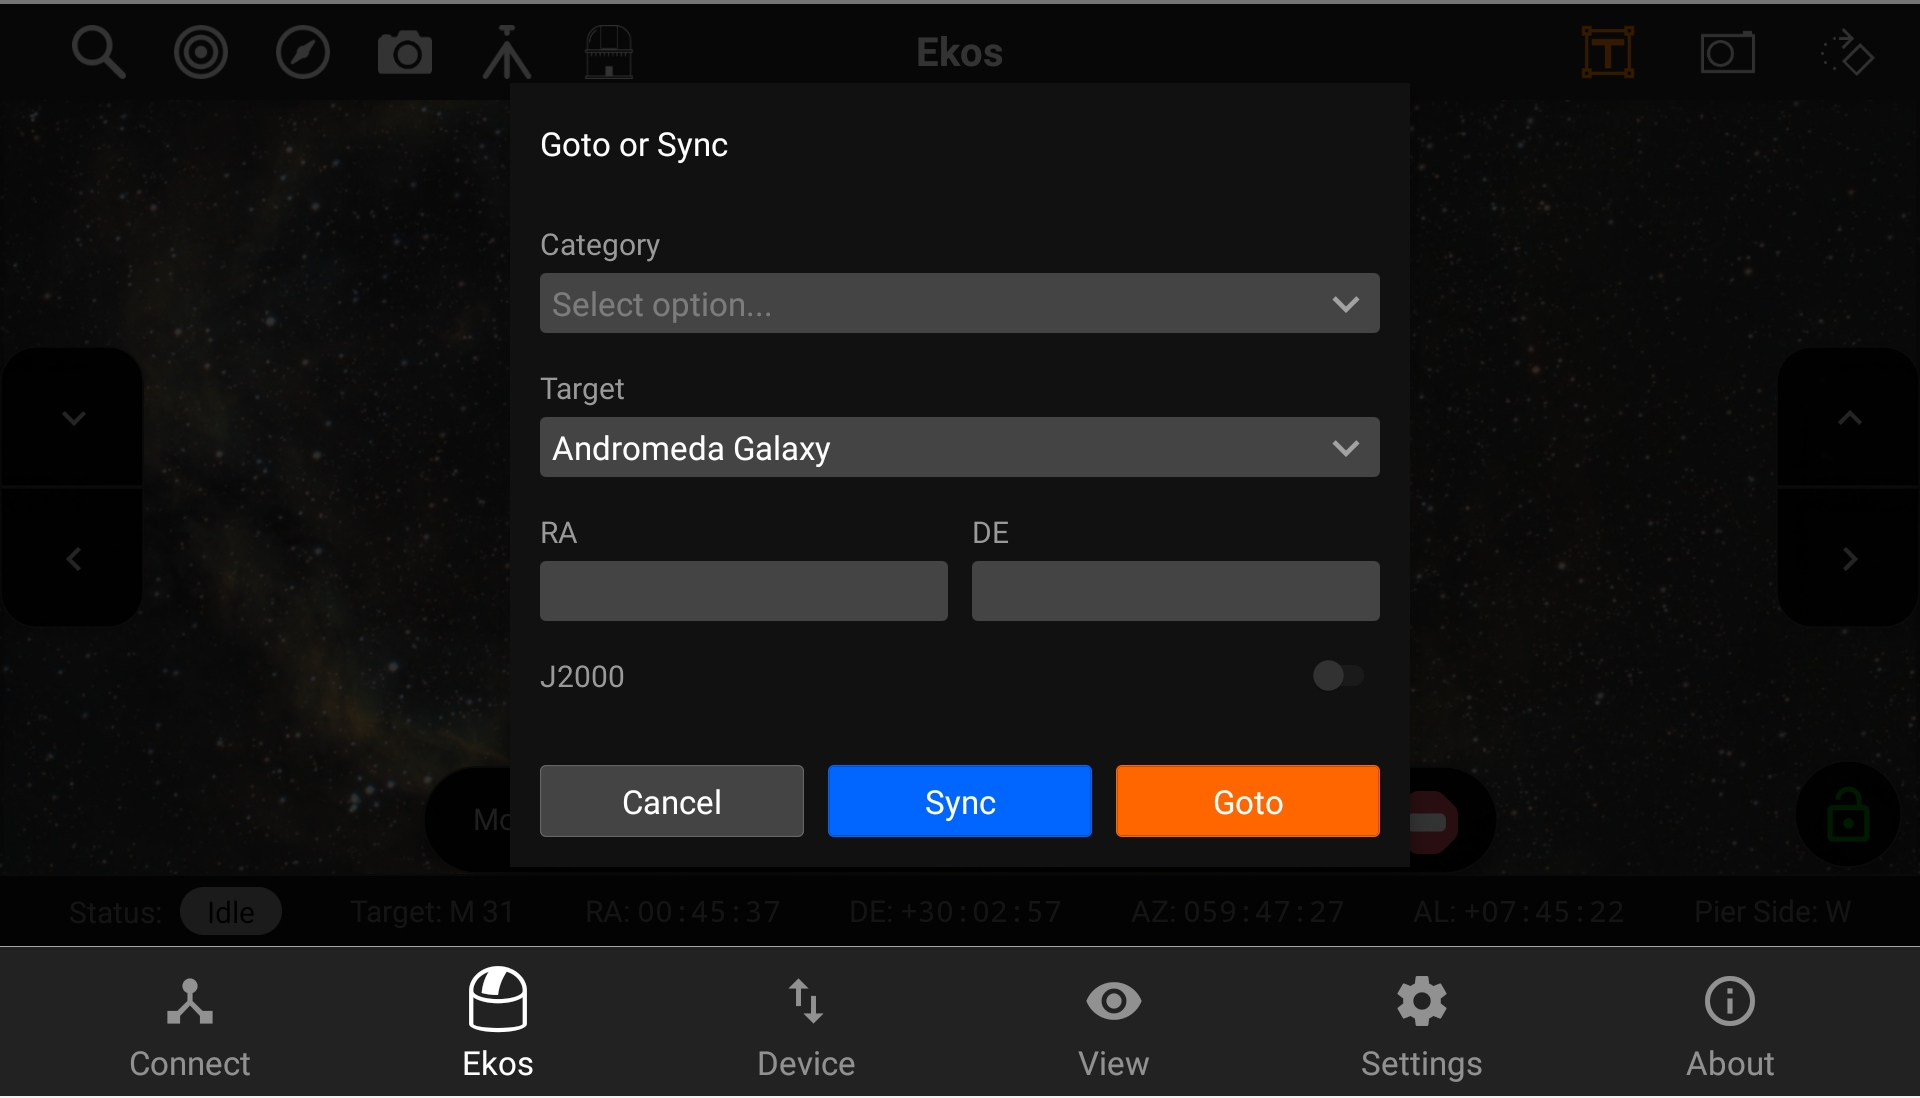 Ekos
Goto or Sync
Category
Select option...
Target
Andromeda Galaxy
RA DE
J2000
Cancel Sync Goto
Status: Idle Target: M 31 RA: 00:45:37 DE: +30:02:57 AZ: 059:47:27 AL: +07:45:22 Pier Side: W
Connect Ekos Device View Settings About